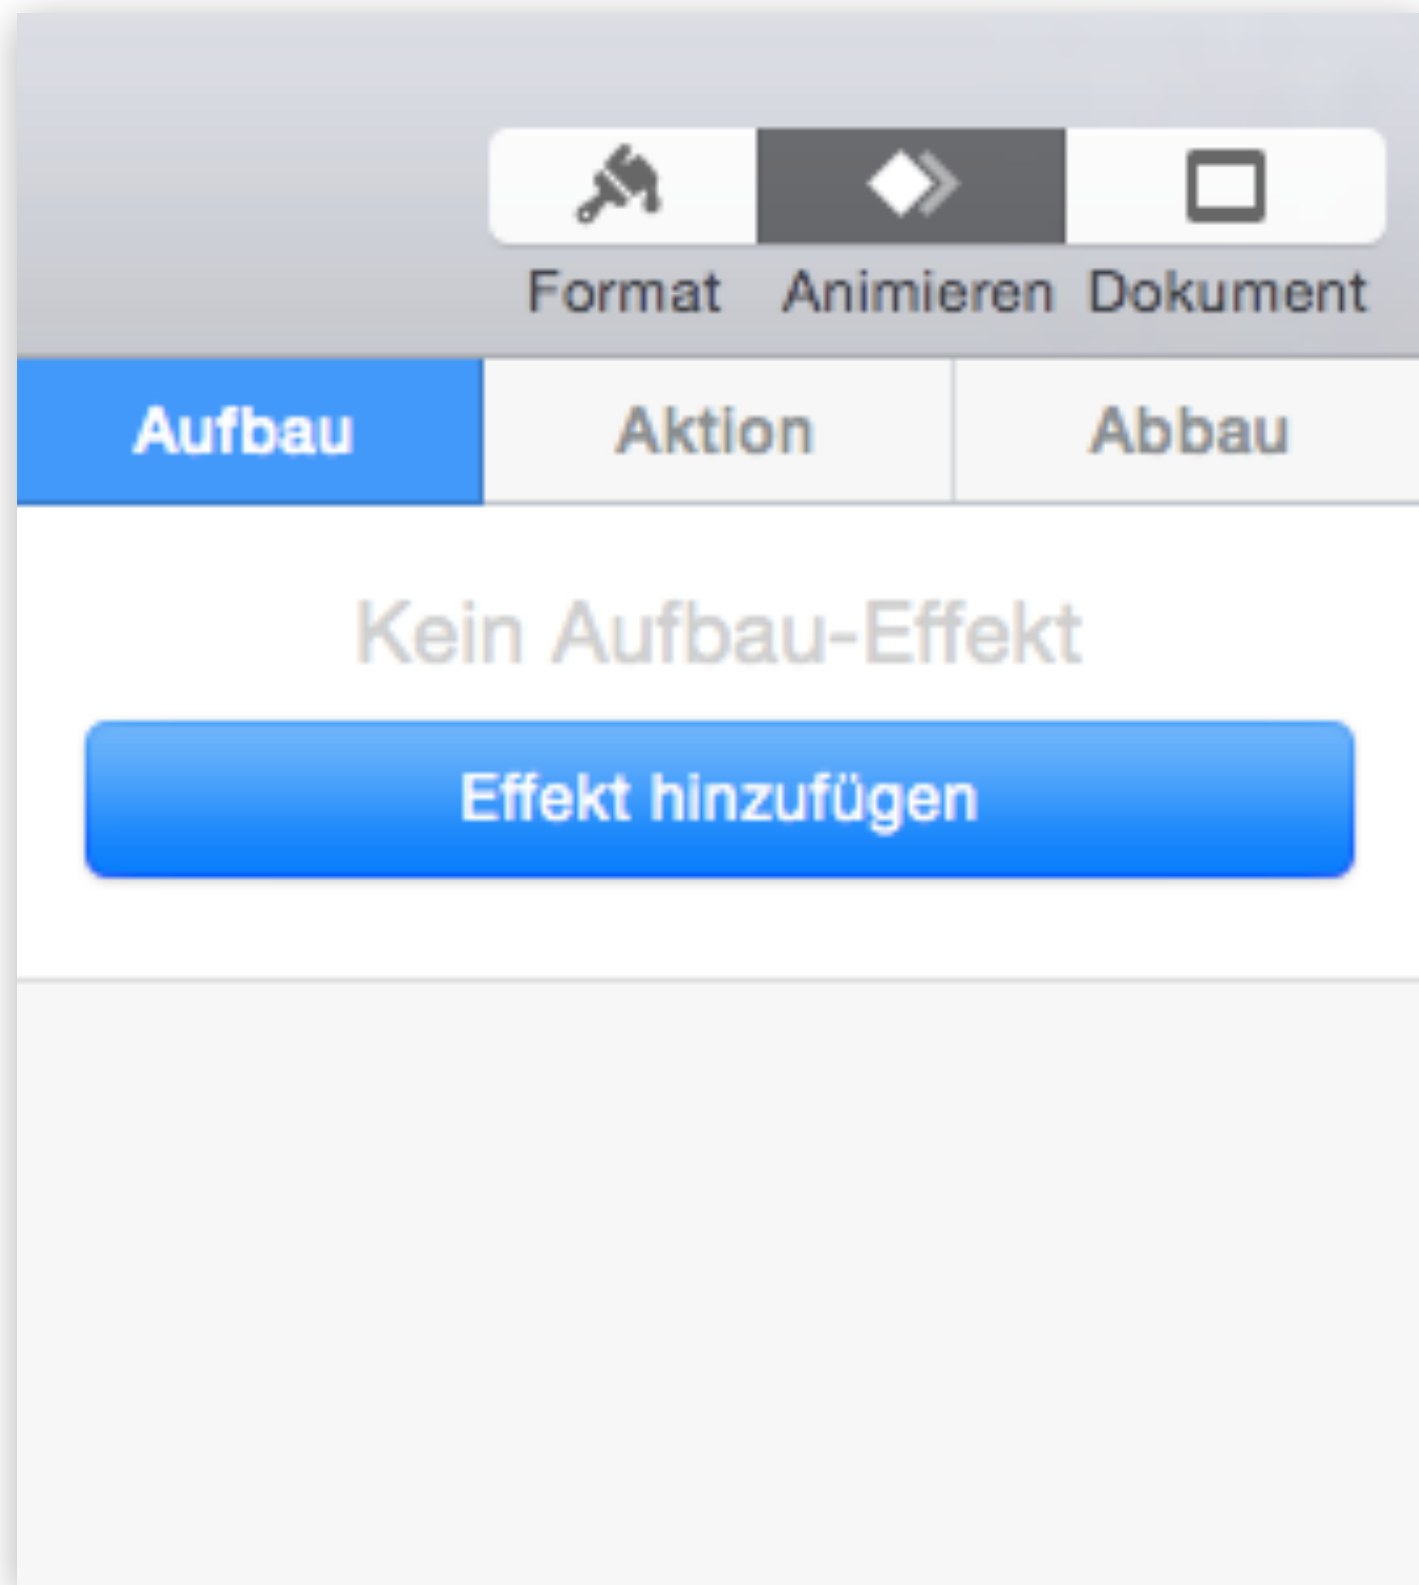 Format Animieren Dokument
Aufbau Aktion Abbau
Kein Aufbau-Effekt
Effekt hinzufügen